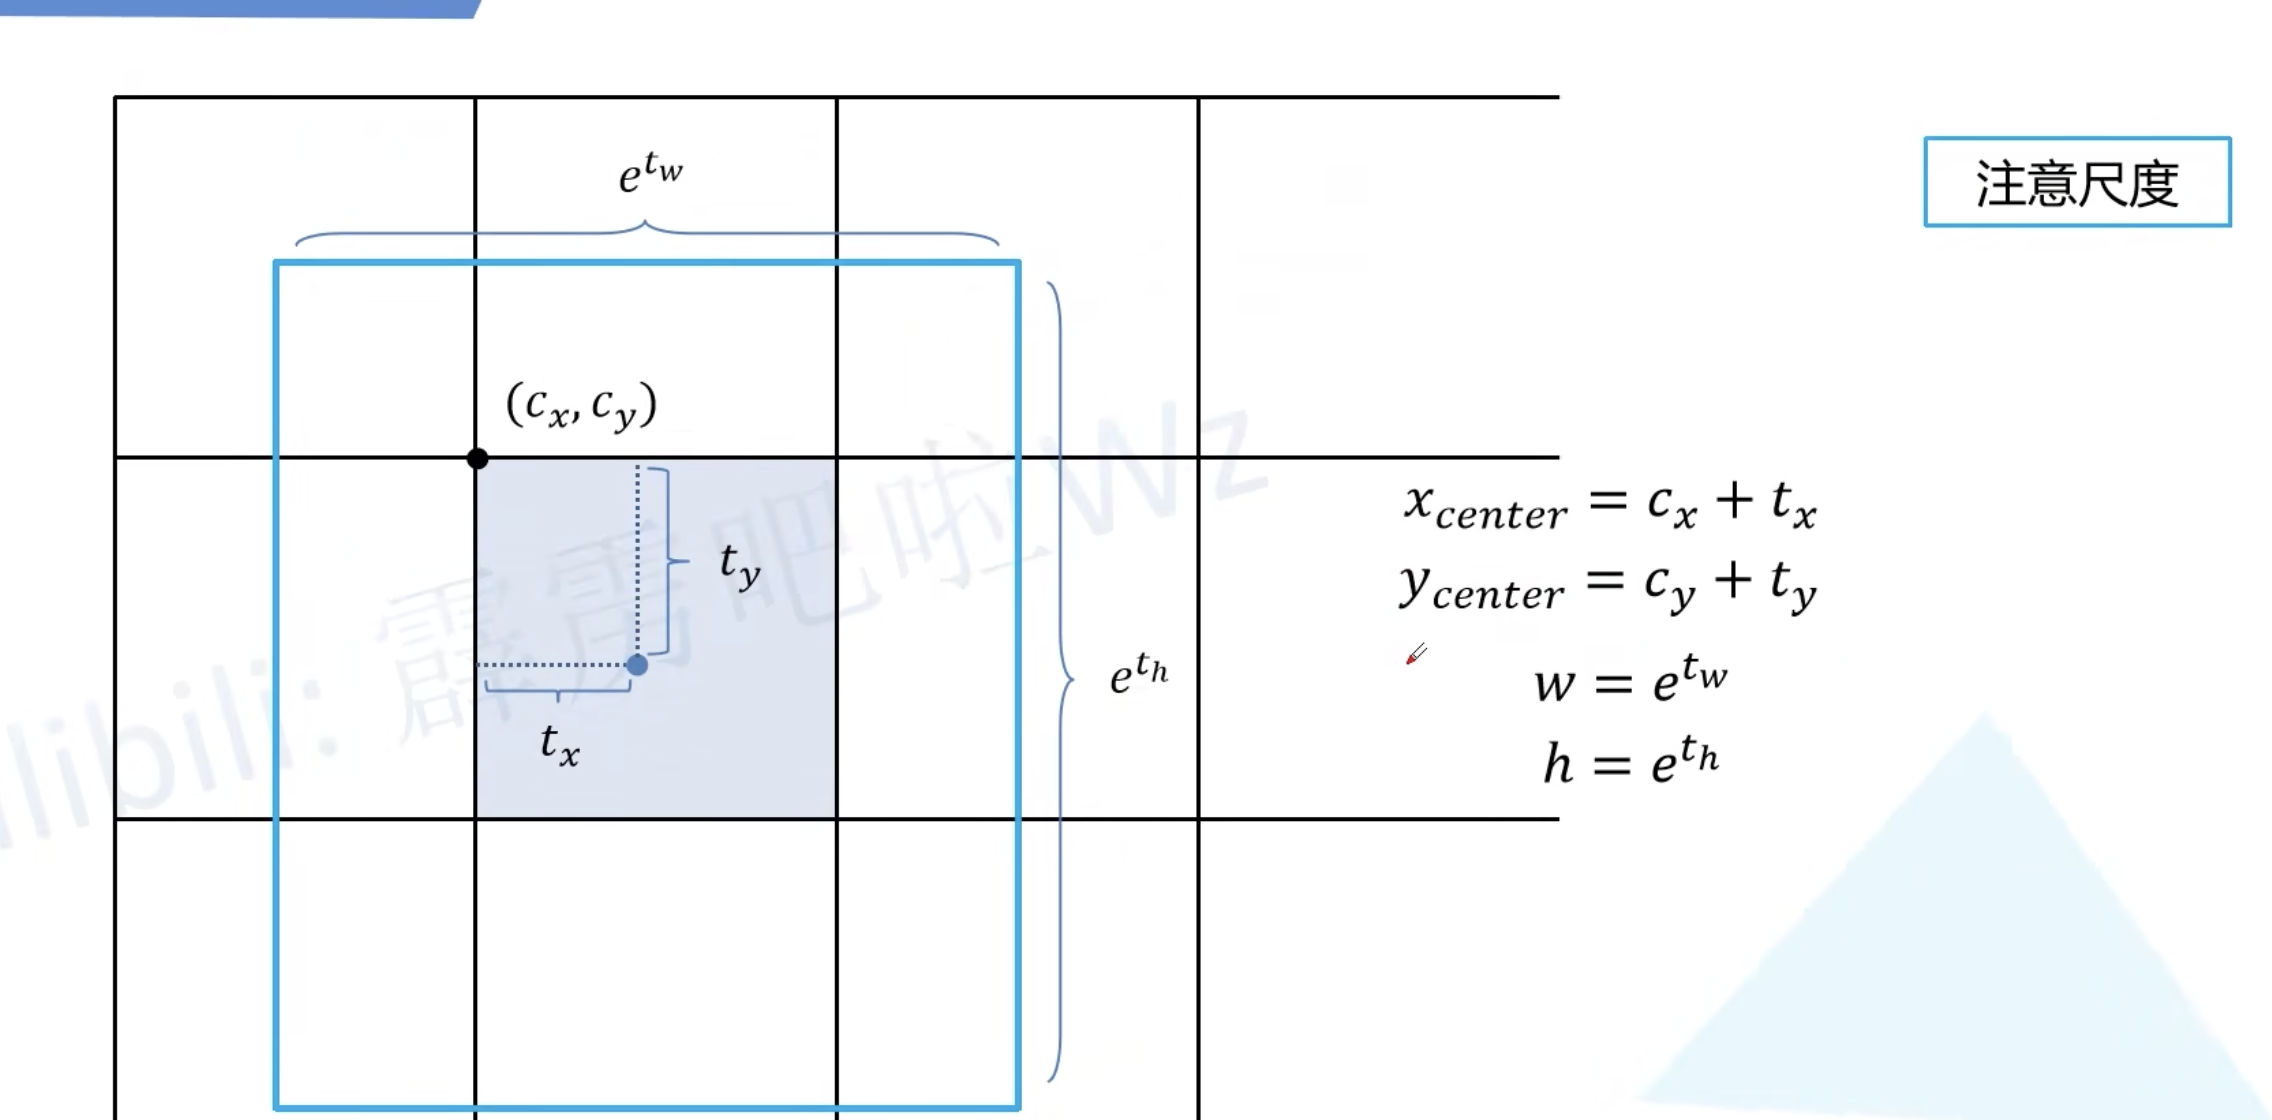 注意尺度
e^{t_w}
(c_x, c_y)
t_y
t_x
e^{t_h}
x_{center} = c_x + t_x
y_{center} = c_y + t_y
w = e^{t_w}
h = e^{t_h}
ilibili: 霹雳吧啦Wz